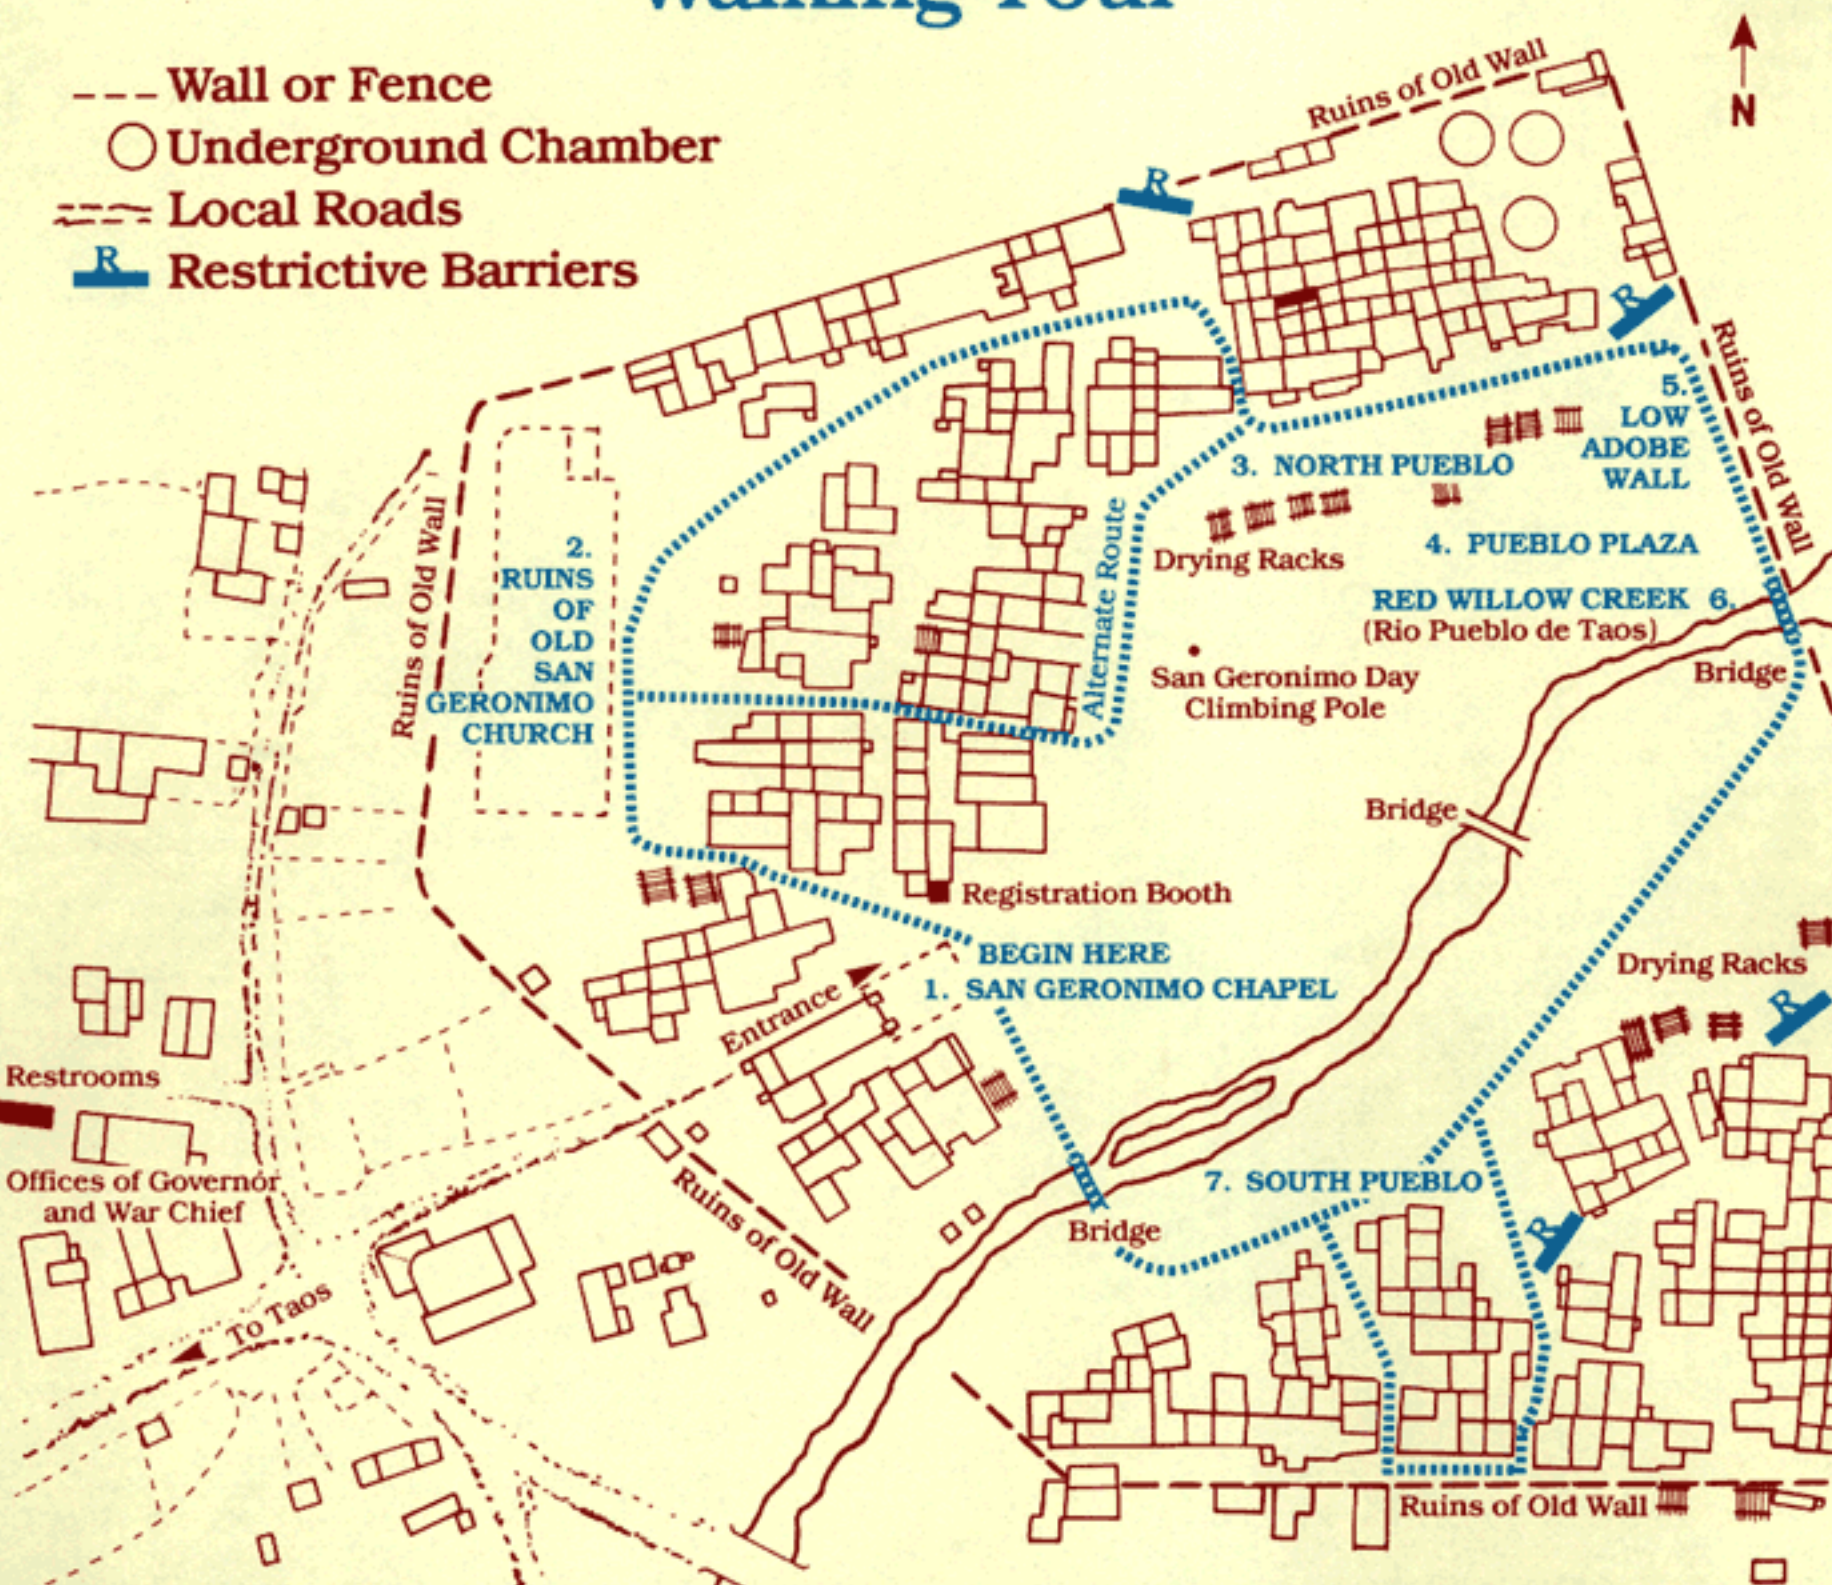 Walking Tour
Wall or Fence
Underground Chamber
Local Roads
R
Restrictive Barriers
N
Ruins of Old Wall
R
R
Ruins of Old Wall
5.
LOW
ADOBE
WALL
3. NORTH PUEBLO
Drying Racks
4. PUEBLO PLAZA
RED WILLOW CREEK 6.
(Rio Pueblo de Taos)
Bridge
San Geronimo Day
Climbing Pole
Alternate Route
Ruins of Old Wall
2.
RUINS
OF
OLD
SAN
GERONIMO
CHURCH
Bridge
Registration Booth
BEGIN HERE
1. SAN GERONIMO CHAPEL
Entrance
Drying Racks
R
Restrooms
Offices of Governor
and War Chief
To Taos
Ruins of Old Wall
7. SOUTH PUEBLO
Bridge
R
Ruins of Old Wall